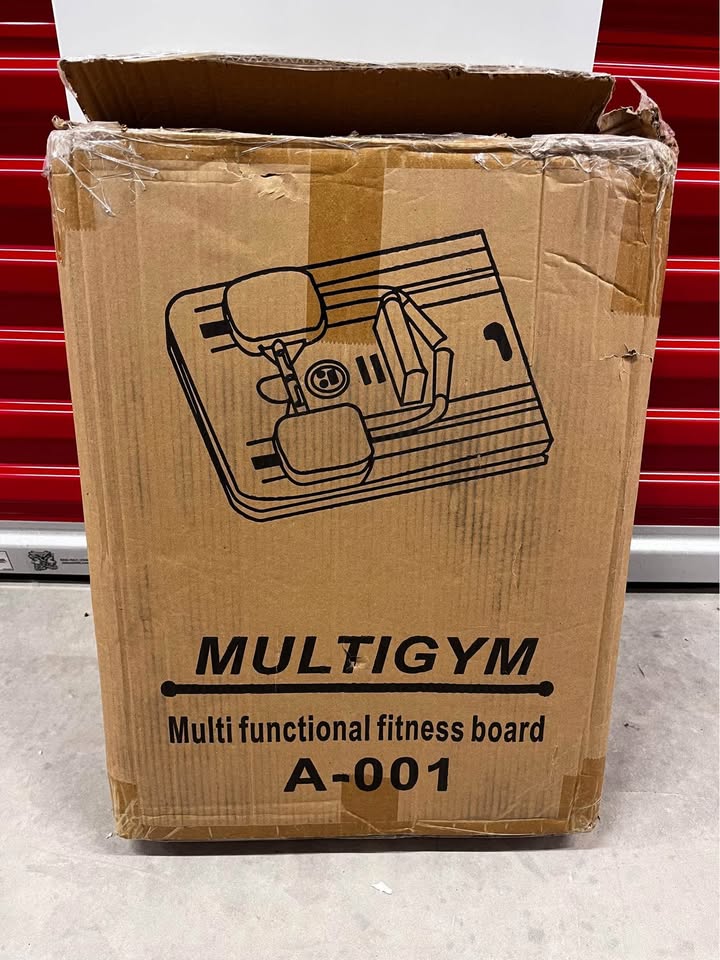 MULTIGYM
Multi functional fitness board
A-001